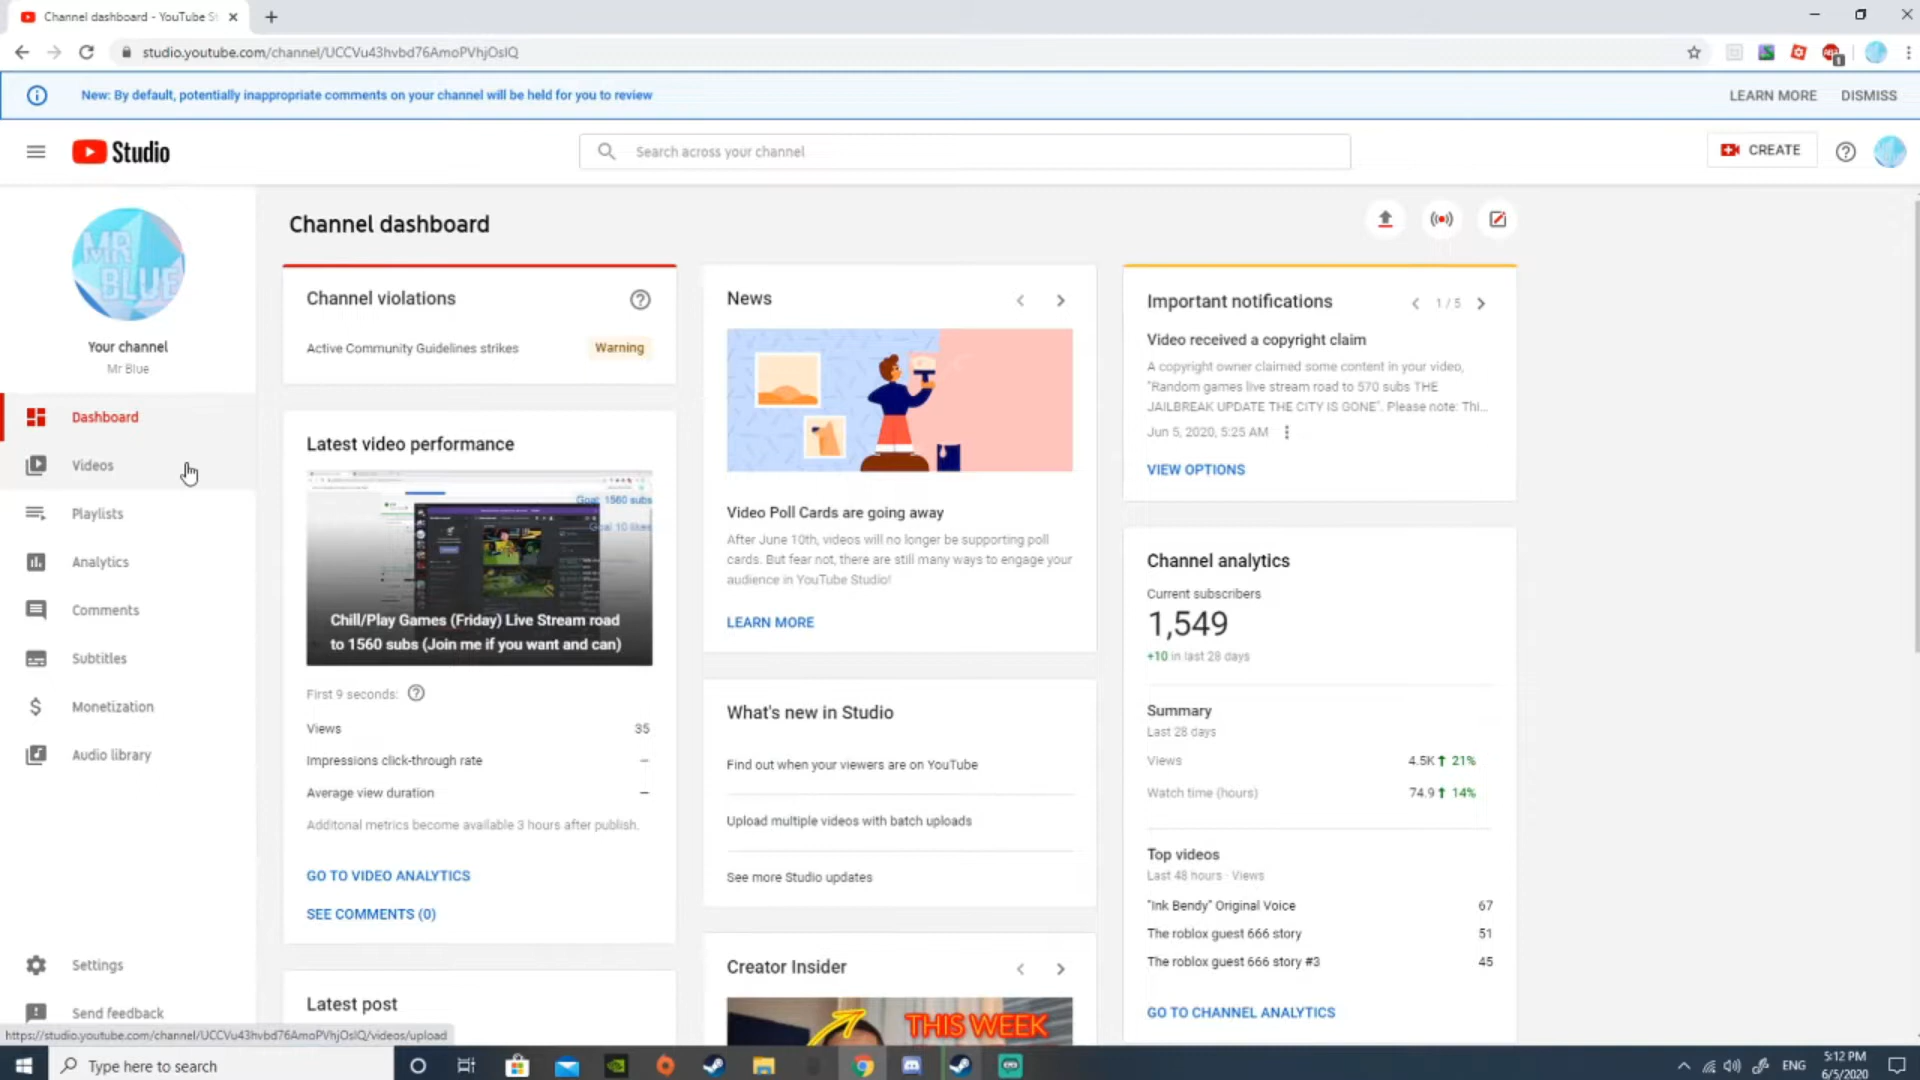 Channel dashboard - YouTube St
studio.youtube.com/channel/UCCVu43hvbd76AmoPVhjOsIQ
New: By default, potentially inappropriate comments on your channel will be held for you to review
LEARN MORE
DISMISS
Studio
Search across your channel
CREATE
MR
BLUE
Your channel
Mr Blue
Dashboard
Videos
Playlists
Analytics
Comments
Subtitles
Monetization
Audio library
Settings
Send feedback
Channel dashboard
Channel violations
Active Community Guidelines strikes
Warning
Latest video performance
Goal: 1560 subs
Goal 10 likes
Chill/Play Games (Friday) Live Stream road
to 1560 subs (Join me if you want and can)
First 9 seconds:
Views 35
Impressions click-through rate –
Average view duration –
Additonal metrics become available 3 hours after publish.
GO TO VIDEO ANALYTICS
SEE COMMENTS (0)
Latest post
News
Video Poll Cards are going away
After June 10th, videos will no longer be supporting poll
cards. But fear not, there are still many ways to engage your
audience in YouTube Studio!
LEARN MORE
What's new in Studio
Find out when your viewers are on YouTube
Upload multiple videos with batch uploads
See more Studio updates
Creator Insider
THIS WEEK
Important notifications
1 / 5
Video received a copyright claim
A copyright owner claimed some content in your video,
"Random games live stream road to 570 subs THE
JAILBREAK UPDATE THE CITY IS GONE". Please note: Thi...
Jun 5, 2020, 5:25 AM
VIEW OPTIONS
Channel analytics
Current subscribers
1,549
+10 in last 28 days
Summary
Last 28 days
Views 4.5K 21%
Watch time (hours) 74.9 14%
Top videos
Last 48 hours · Views
"Ink Bendy" Original Voice 67
The roblox guest 666 story 51
The roblox guest 666 story #3 45
GO TO CHANNEL ANALYTICS
https://studio.youtube.com/channel/UCCVu43hvbd76AmoPVhjOsIQ/videos/upload
Type here to search
ENG
5:12 PM
6/5/2020